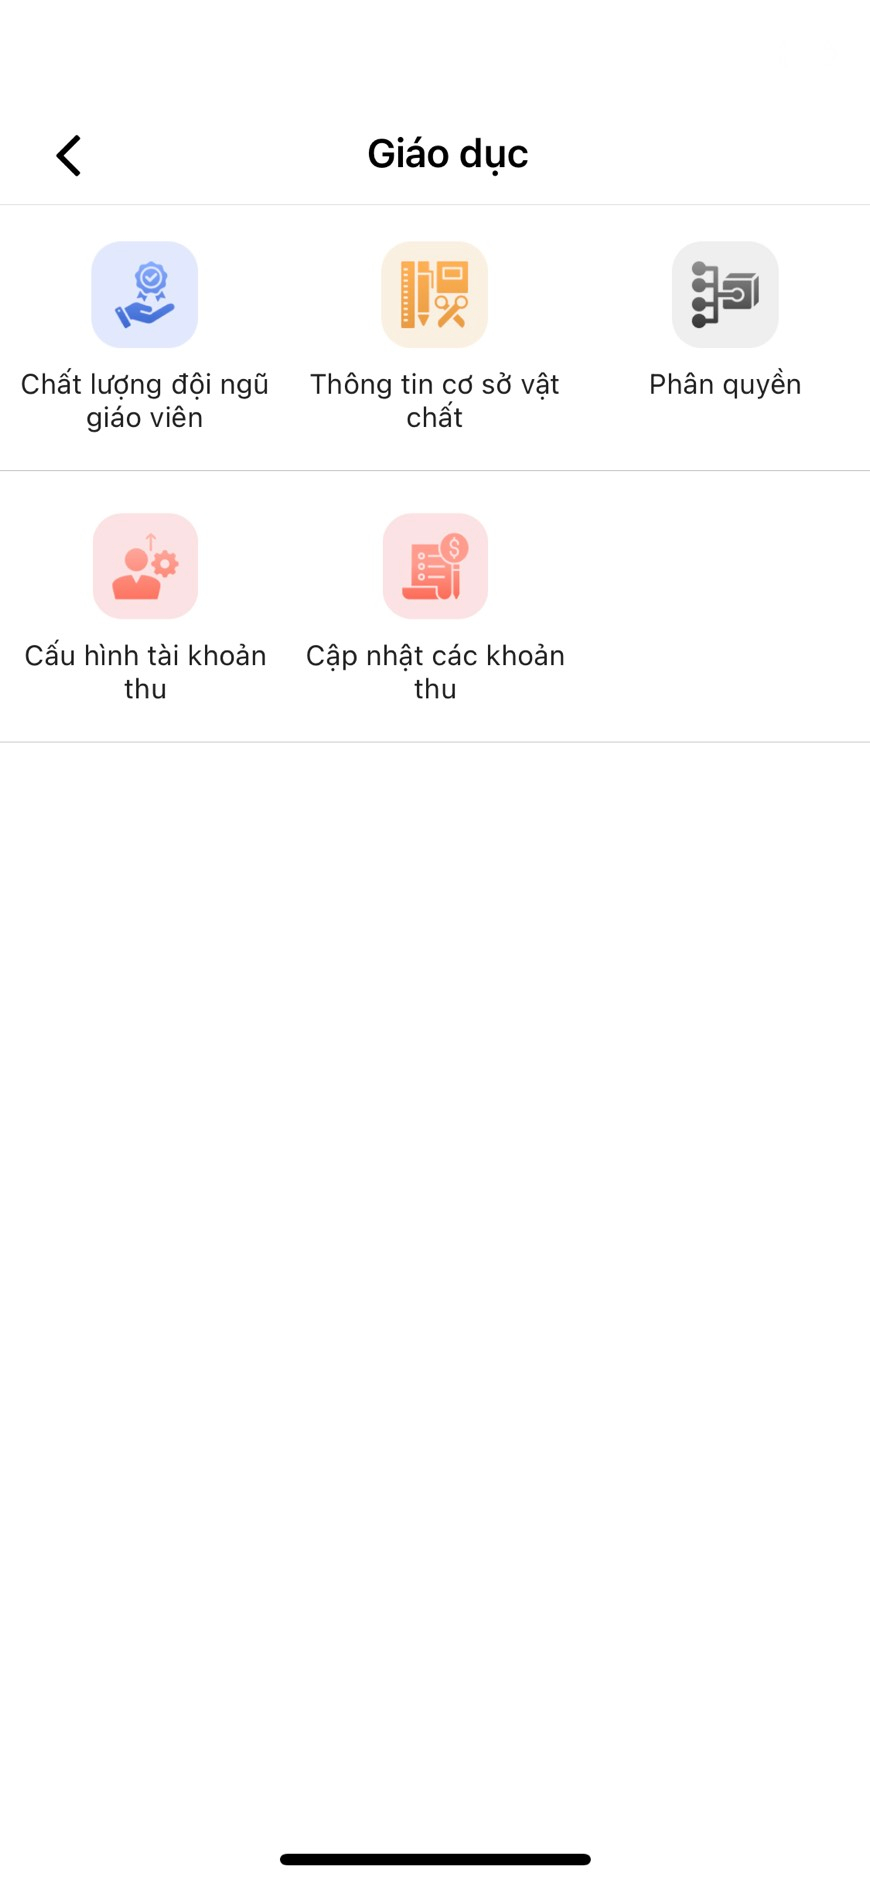 Giáo dục
Chất lượng đội ngũ
giáo viên
Thông tin cơ sở vật
chất
Phân quyền
Cấu hình tài khoản
thu
Cập nhật các khoản
thu